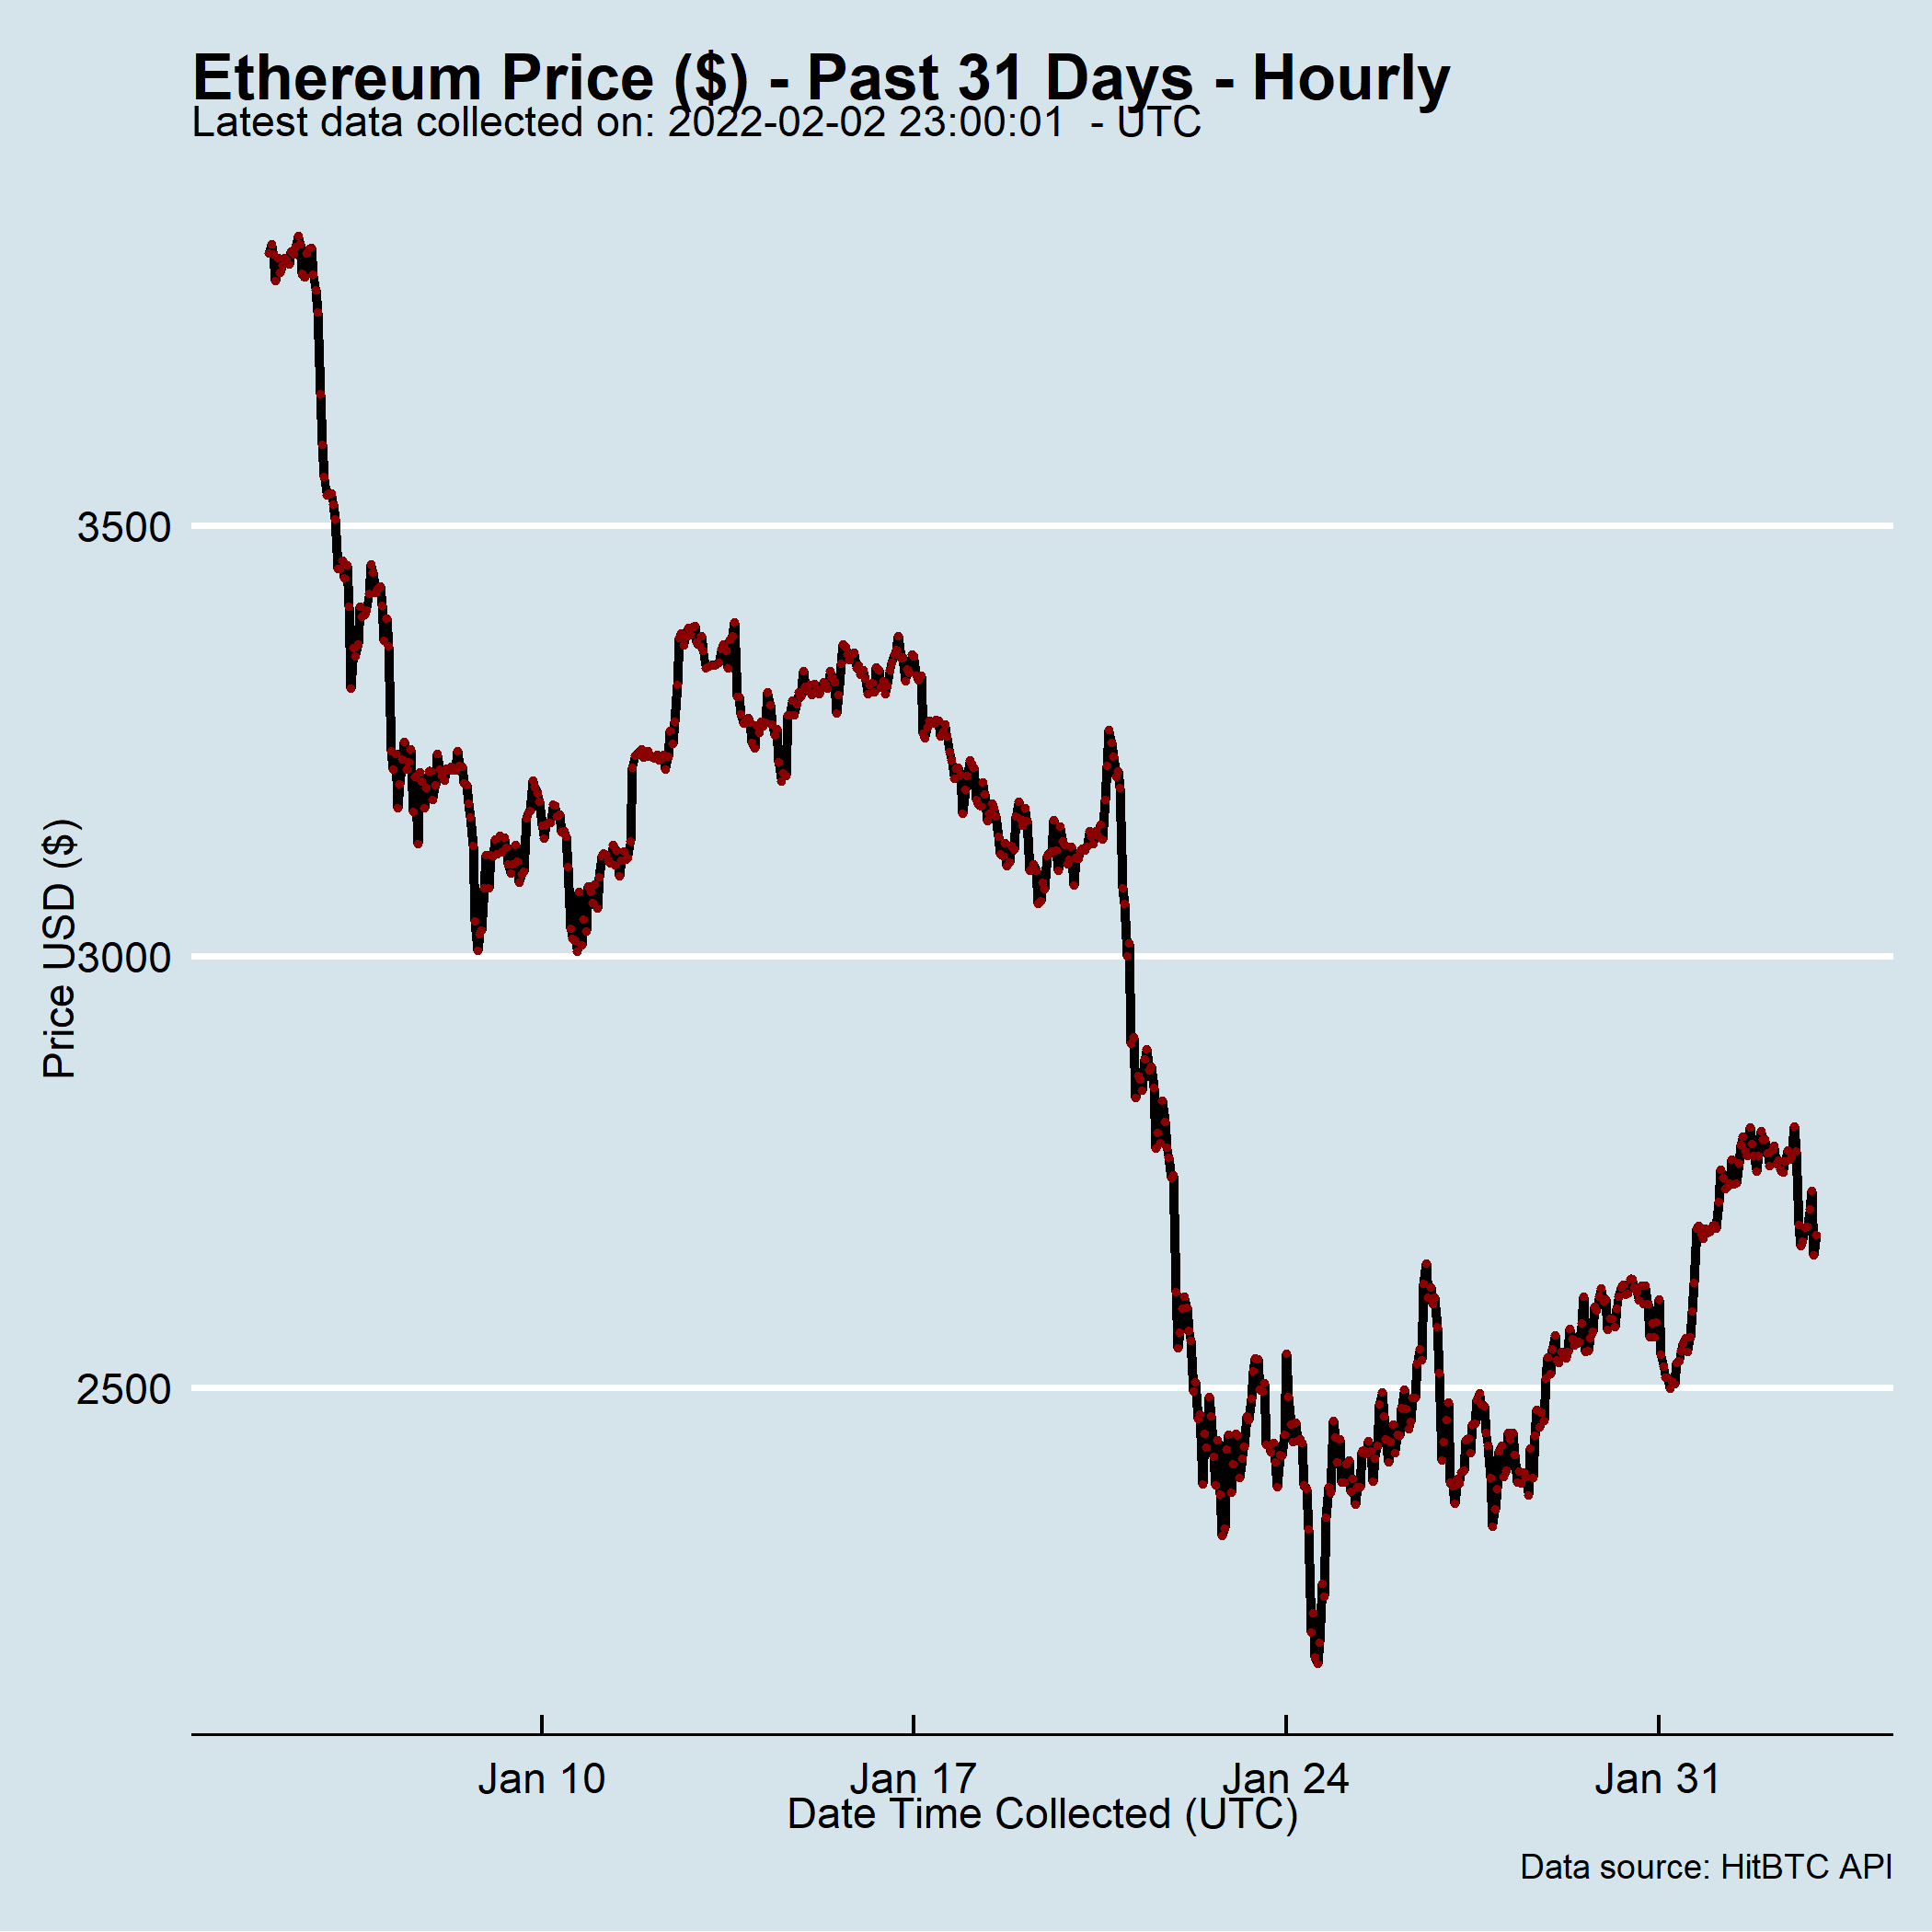 Ethereum Price ($) - Past 31 Days - Hourly
Latest data collected on: 2022-02-02 23:00:01  - UTC
3500
3000
2500
Price USD ($)
Jan 10
Jan 17
Jan 24
Jan 31
Date Time Collected (UTC)
Data source: HitBTC API